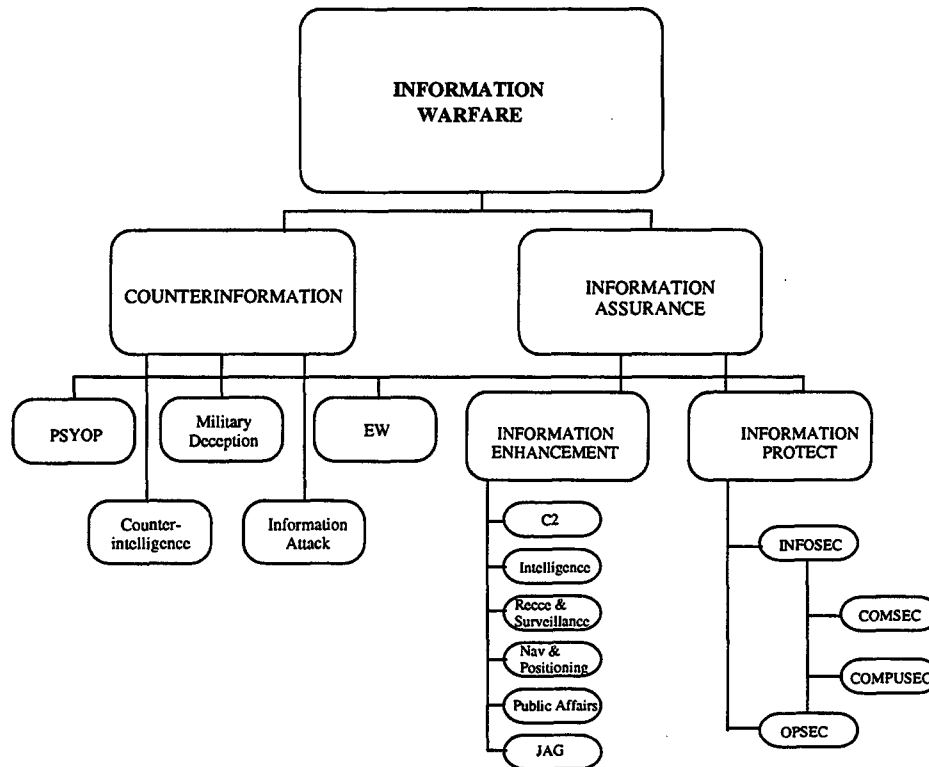 INFORMATION
WARFARE
COUNTERINFORMATION
INFORMATION
ASSURANCE
PSYOP
Military
Deception
EW
INFORMATION
ENHANCEMENT
INFORMATION
PROTECT
Counter-
intelligence
Information
Attack
C2
Intelligence
Recce &
Surveillance
Nav &
Positioning
Public Affairs
JAG
INFOSEC
COMSEC
COMPUSEC
OPSEC